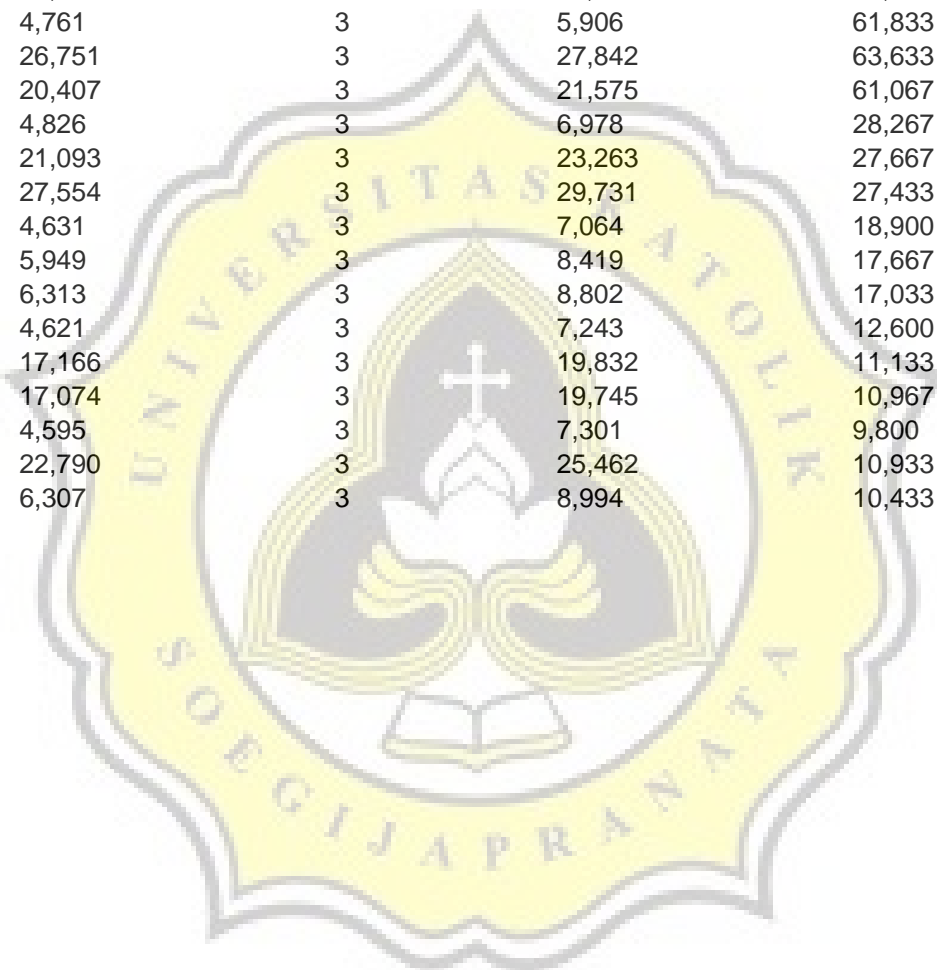 4,761 3 5,906 61,833
26,751 3 27,842 63,633
20,407 3 21,575 61,067
4,826 3 6,978 28,267
21,093 3 23,263 27,667
27,554 3 29,731 27,433
4,631 3 7,064 18,900
5,949 3 8,419 17,667
6,313 3 8,802 17,033
4,621 3 7,243 12,600
17,166 3 19,832 11,133
17,074 3 19,745 10,967
4,595 3 7,301 9,800
22,790 3 25,462 10,933
6,307 3 8,994 10,433
UNIVERSITAS KATOLIK
SOEGIJAPRANATA